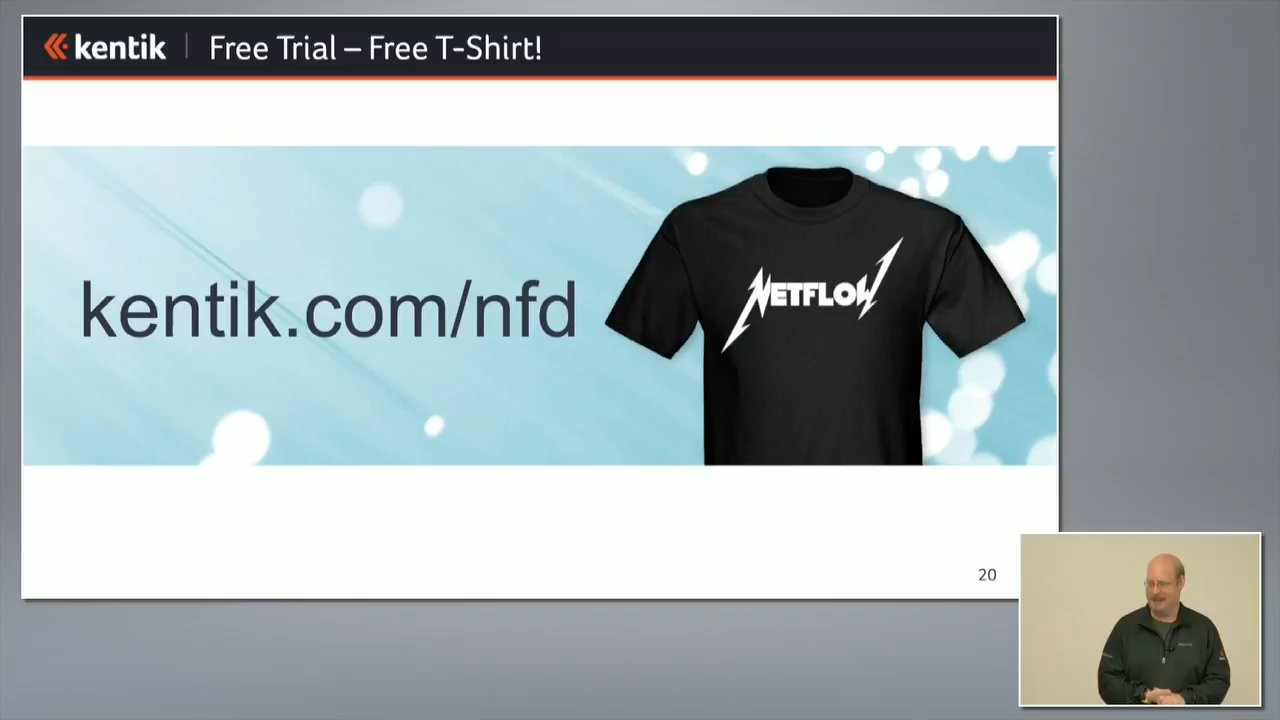 kentik
Free Trial – Free T-Shirt!
kentik.com/nfd
NETFLOW
20